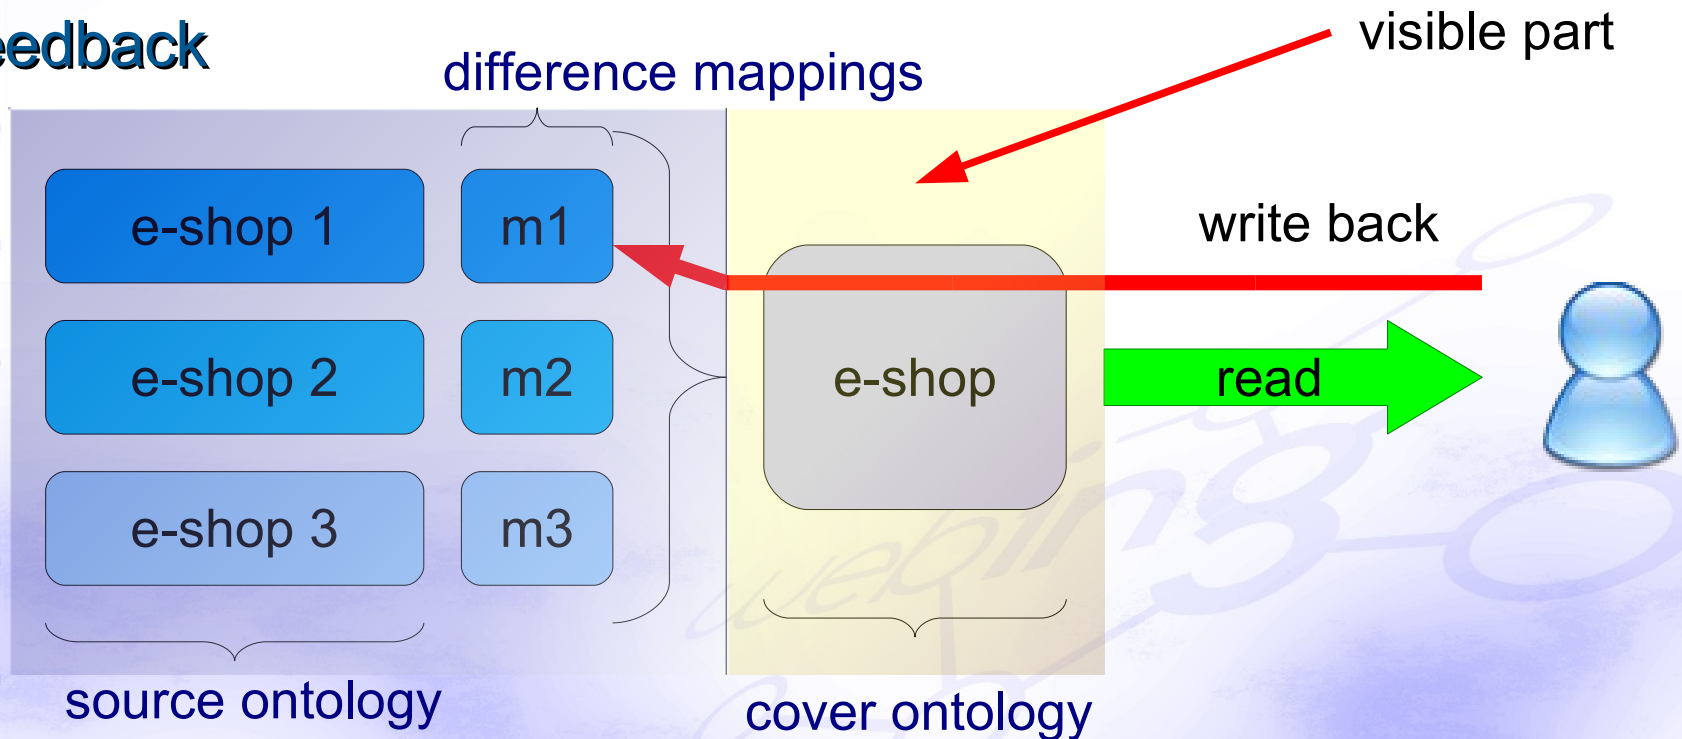 eedback
visible part
difference mappings
e-shop 1
m1
write back
e-shop 2
m2
e-shop
read
e-shop 3
m3
source ontology
cover ontology
webing